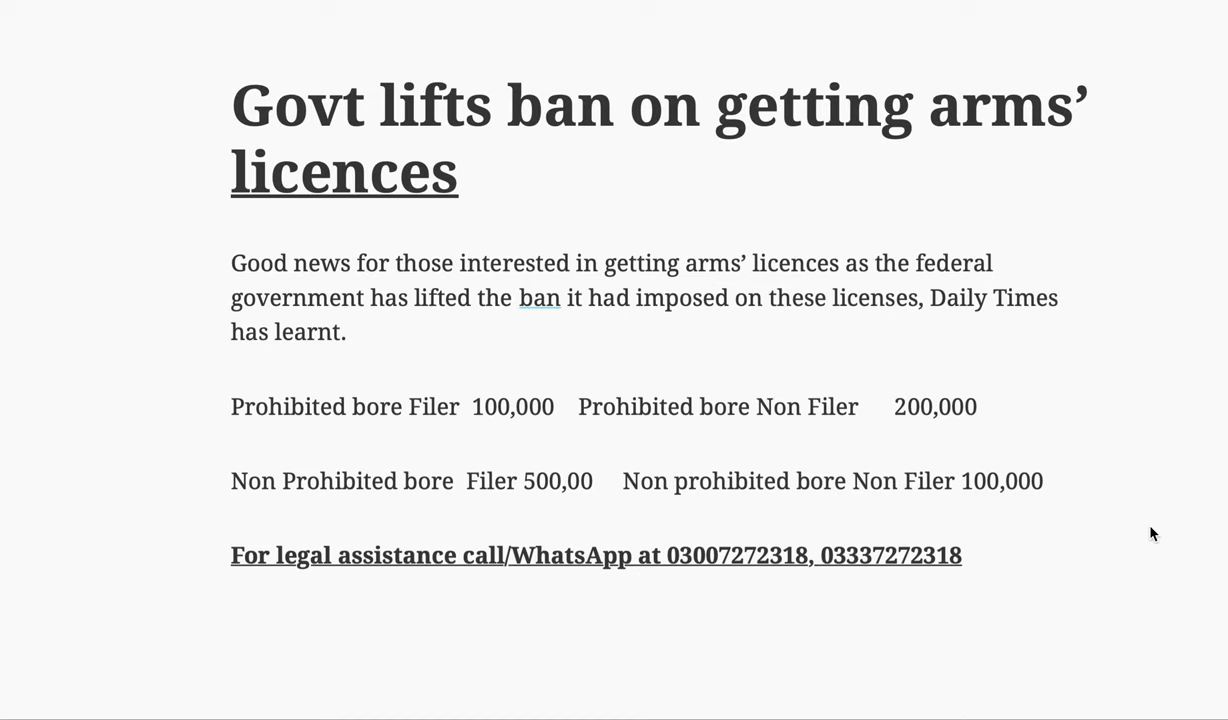 Govt lifts ban on getting arms’
licences
Good news for those interested in getting arms’ licences as the federal
government has lifted the ban it had imposed on these licenses, Daily Times
has learnt.
Prohibited bore Filer 100,000 Prohibited bore Non Filer 200,000
Non Prohibited bore Filer 500,00 Non prohibited bore Non Filer 100,000
For legal assistance call/WhatsApp at 03007272318, 03337272318